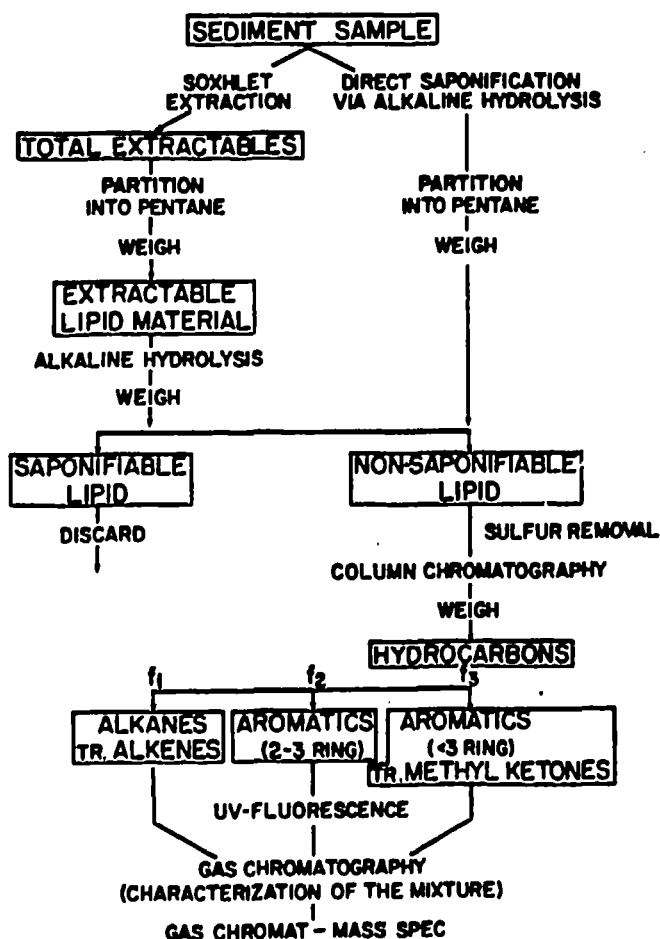 SEDIMENT SAMPLE
SOXHLET
EXTRACTION
DIRECT SAPONIFICATION
VIA ALKALINE HYDROLYSIS
TOTAL EXTRACTABLES
PARTITION
INTO PENTANE
WEIGH
PARTITION
INTO PENTANE
WEIGH
EXTRACTABLE
LIPID MATERIAL
ALKALINE HYDROLYSIS
WEIGH
SAPONIFIABLE
LIPID
NON-SAPONIFIABLE
LIPID
DISCARD
SULFUR REMOVAL
COLUMN CHROMATOGRAPHY
WEIGH
HYDROCARBONS
f1 f2 f3
ALKANES
TR. ALKENES
AROMATICS
(2-3 RING)
AROMATICS
(<3 RING)
TR. METHYL KETONES
UV-FLUORESCENCE
GAS CHROMATOGRAPHY
(CHARACTERIZATION OF THE MIXTURE)
GAS CHROMAT - MASS SPEC